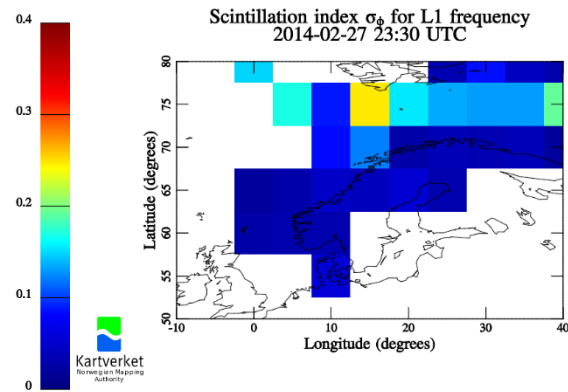 Scintillation index σϕ for L1 frequency
2014-02-27 23:30 UTC
0.4
0.3
0.2
0.1
0
80
75
70
65
60
55
50
Latitude (degrees)
-10
0
10
20
30
40
Longitude (degrees)
Kartverket
Norwegian Mapping
Authority